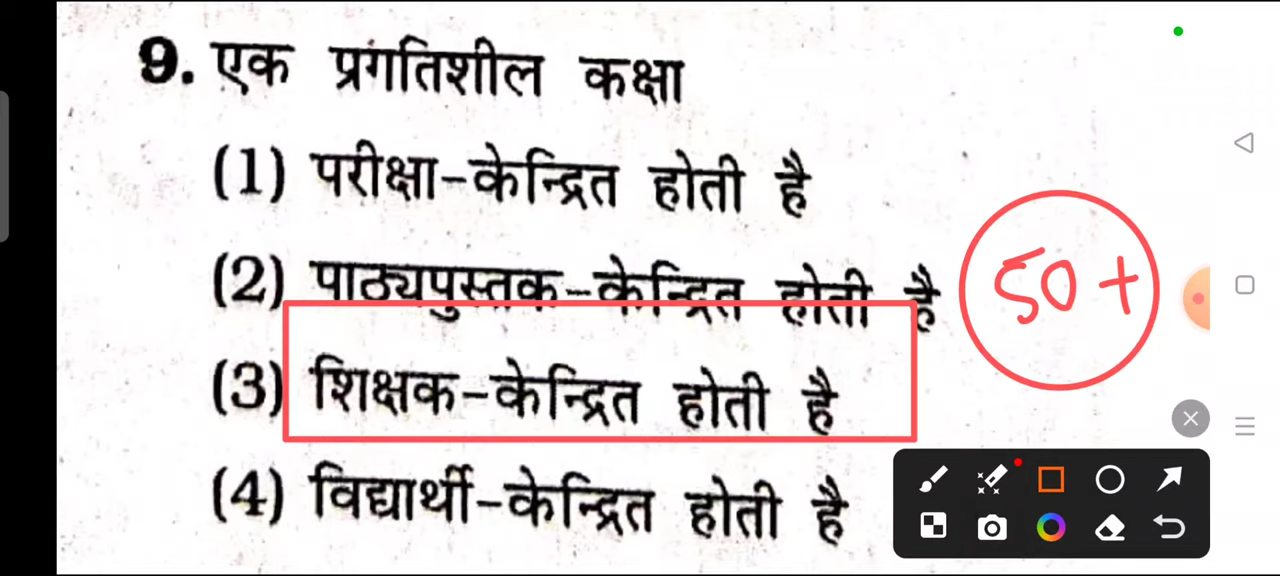 9. एक प्रगतिशील कक्षा
(1) परीक्षा-केन्द्रित होती है
(2) पाठ्यपुस्तक-केन्द्रित होती है
50+
(3) शिक्षक-केन्द्रित होती है
(4) विद्यार्थी-केन्द्रित होती है